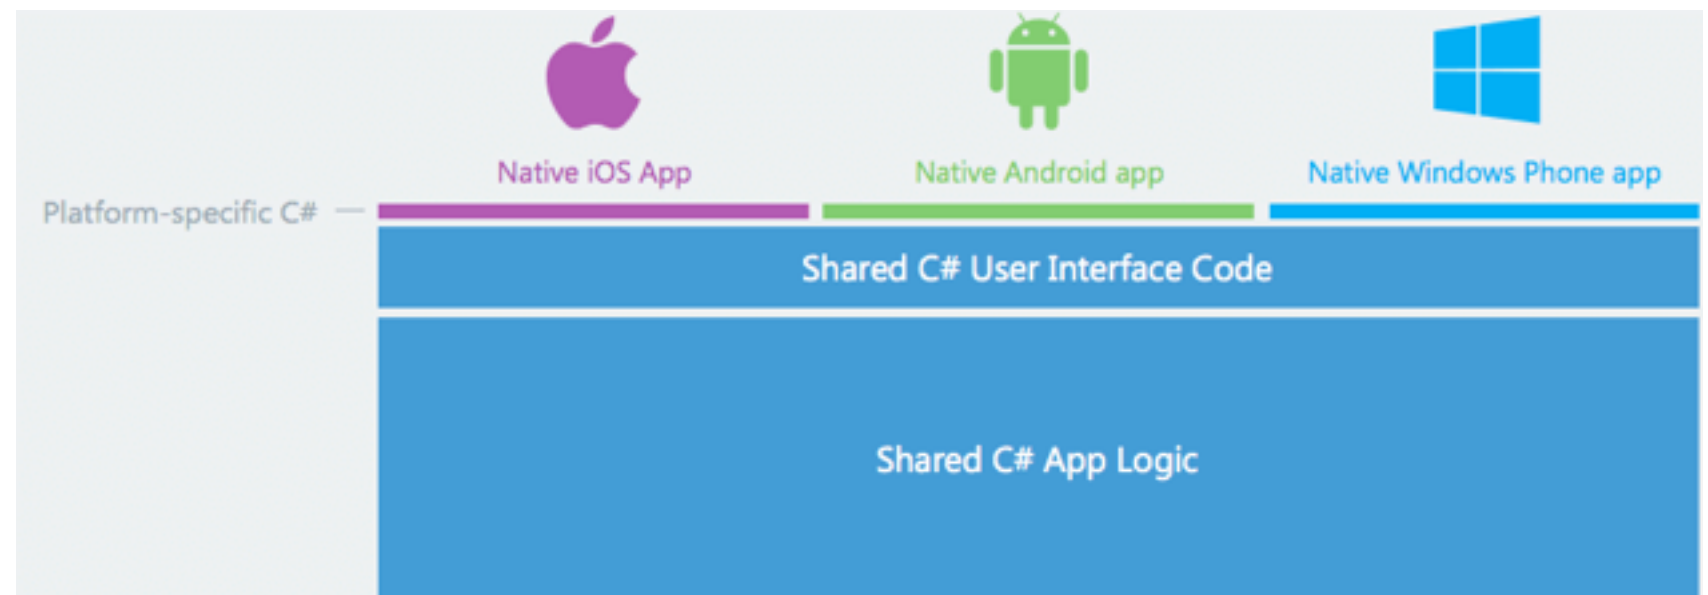 Native iOS App
Native Android app
Native Windows Phone app
Platform-specific C#
Shared C# User Interface Code
Shared C# App Logic